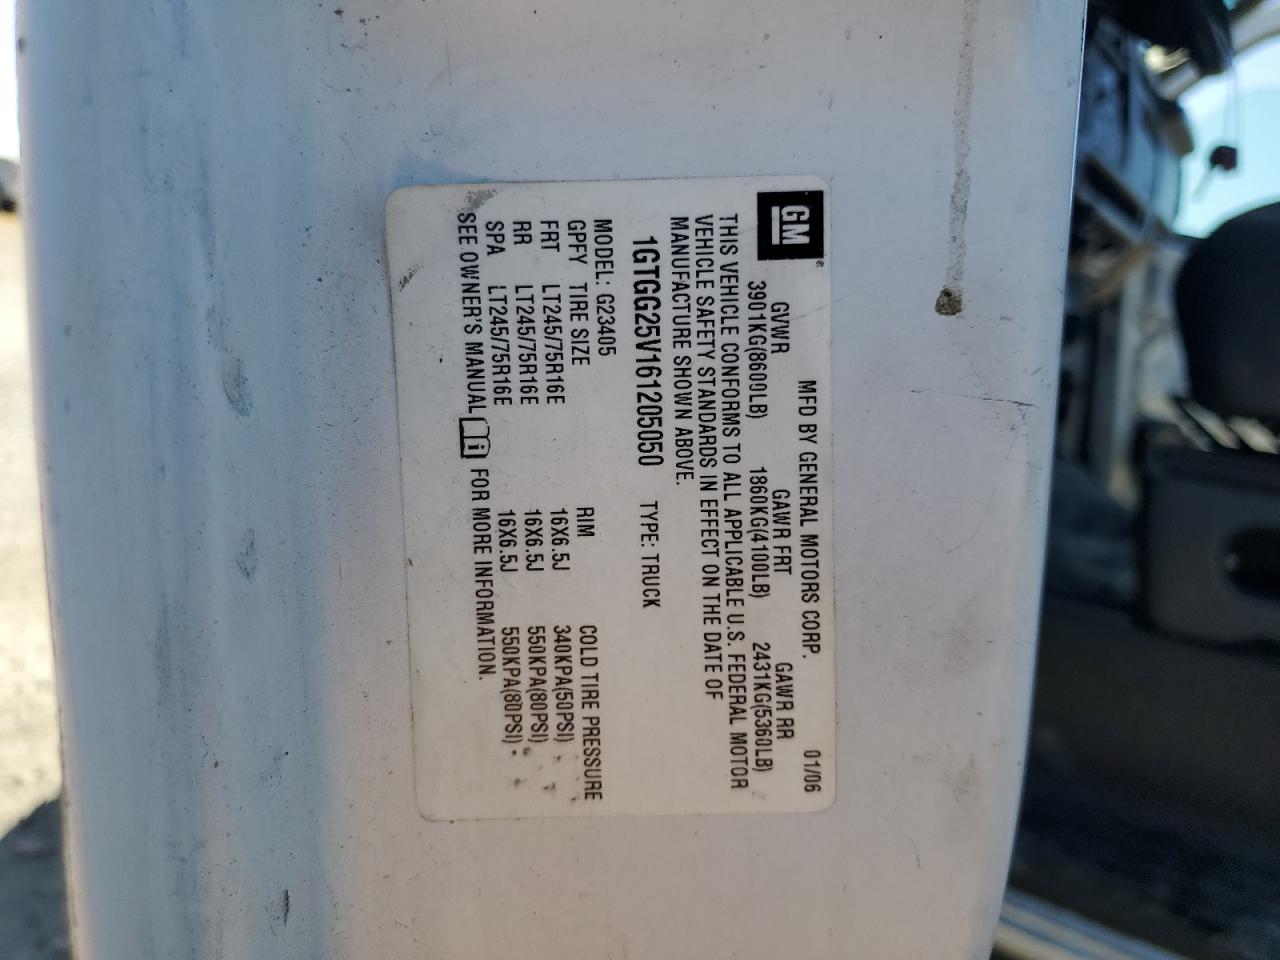 GM
MFD BY GENERAL MOTORS CORP. 01/06
GVWR GAWR FRT GAWR RR
3901KG(8600LB) 1860KG(4100LB) 2431KG(5360LB)
THIS VEHICLE CONFORMS TO ALL APPLICABLE U.S. FEDERAL MOTOR
VEHICLE SAFETY STANDARDS IN EFFECT ON THE DATE OF
MANUFACTURE SHOWN ABOVE.
1GTGG25V161205050 TYPE: TRUCK
MODEL: G23405
GPFY TIRE SIZE RIM COLD TIRE PRESSURE
FRT LT245/75R16E 16X6.5J 340KPA(50PSI)
RR LT245/75R16E 16X6.5J 550KPA(80PSI)
SPA LT245/75R16E 16X6.5J 550KPA(80PSI)
SEE OWNER'S MANUAL i FOR MORE INFORMATION.